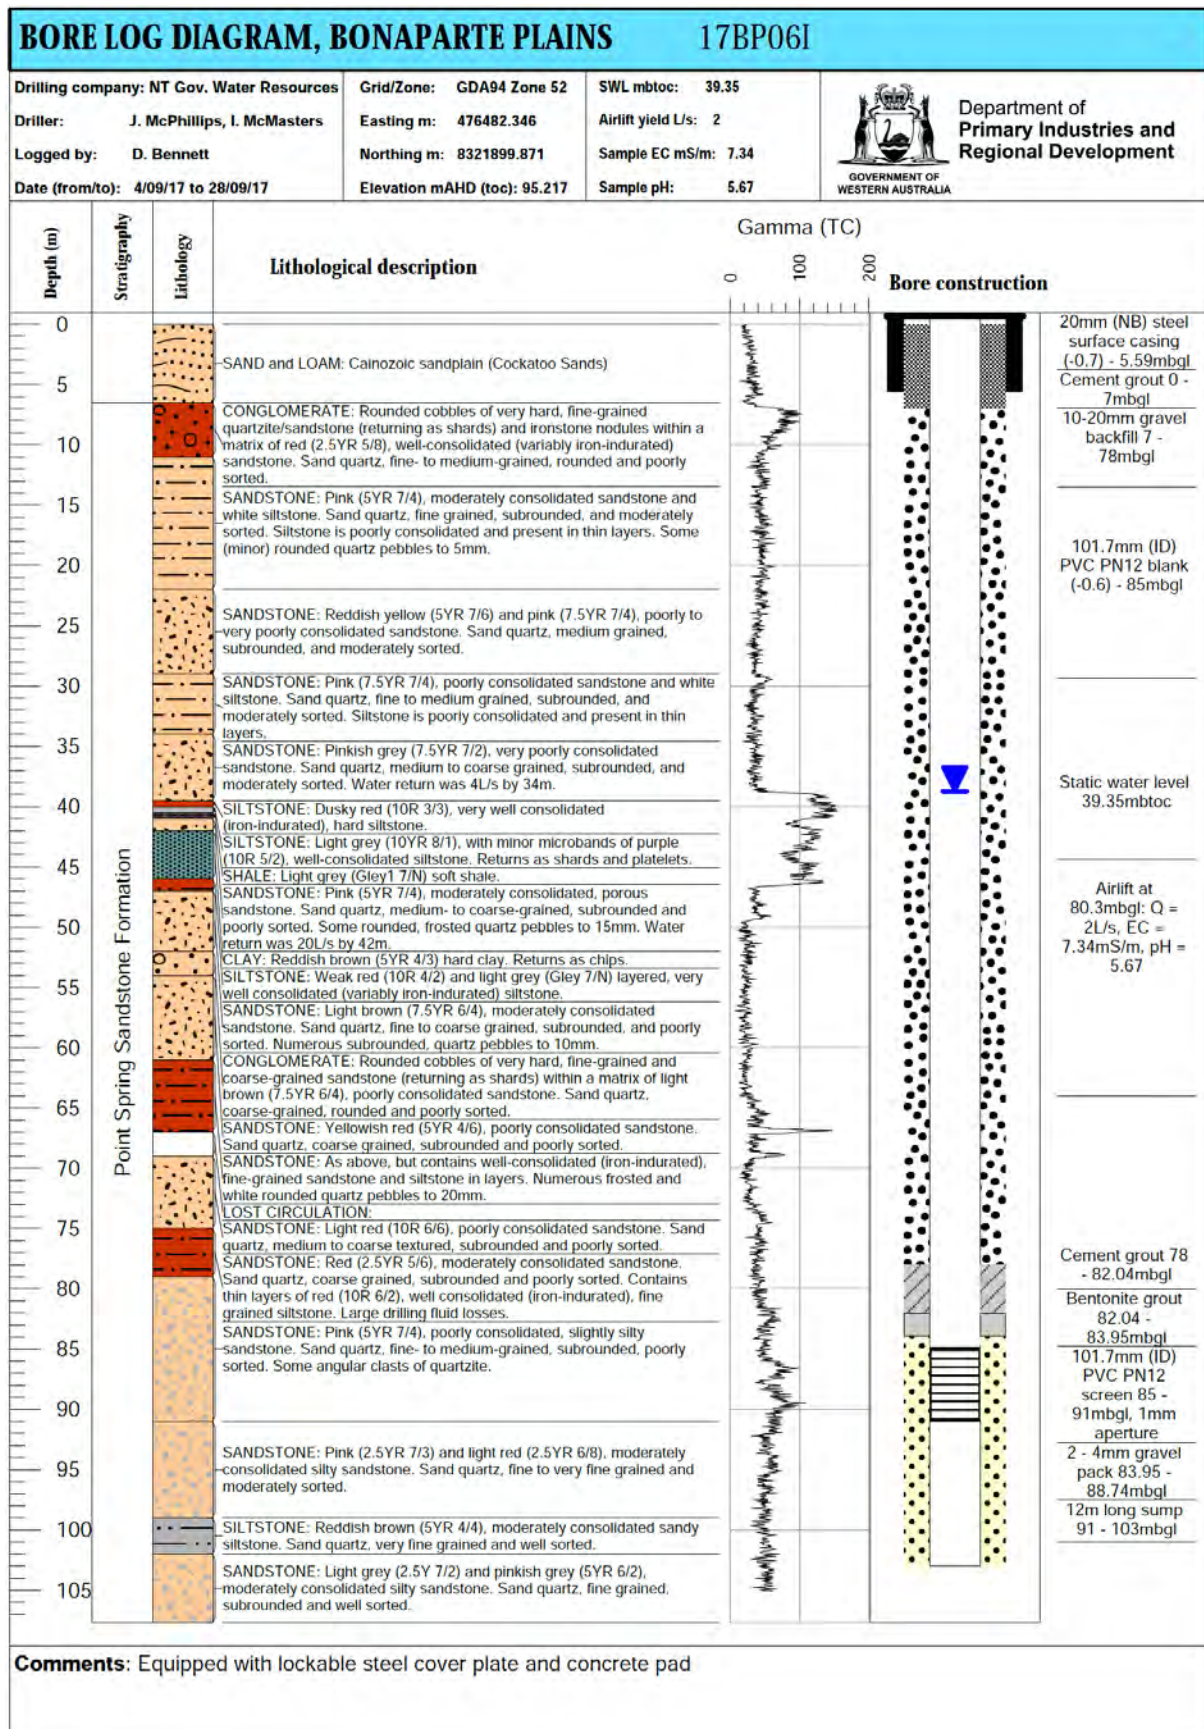 BORE LOG DIAGRAM, BONAPARTE PLAINS 17BP06I
Drilling company: NT Gov. Water Resources
Driller: J. McPhillips, I. McMasters
Logged by: D. Bennett
Date (from/to): 4/09/17 to 28/09/17
Grid/Zone: GDA94 Zone 52
Easting m: 476482.346
Northing m: 8321899.871
Elevation mAHD (toc): 95.217
SWL mbtoc: 39.35
Airlift yield L/s: 2
Sample EC mS/m: 7.34
Sample pH: 5.67
GOVERNMENT OF
WESTERN AUSTRALIA
Department of
Primary Industries and
Regional Development
Depth (m)
Stratigraphy
Lithology
Lithological description
Gamma (TC)
0
100
200
Bore construction
0
5
10
15
20
25
30
35
40
45
50
55
60
65
70
75
80
85
90
95
100
105
Point Spring Sandstone Formation
SAND and LOAM: Cainozoic sandplain (Cockatoo Sands)
CONGLOMERATE: Rounded cobbles of very hard, fine-grained
quartzite/sandstone (returning as shards) and ironstone nodules within a
matrix of red (2.5YR 5/8), well-consolidated (variably iron-indurated)
sandstone. Sand quartz, fine- to medium-grained, rounded and poorly
sorted.
SANDSTONE: Pink (5YR 7/4), moderately consolidated sandstone and
white siltstone. Sand quartz, fine grained, subrounded, and moderately
sorted. Siltstone is poorly consolidated and present in thin layers. Some
(minor) rounded quartz pebbles to 5mm.
SANDSTONE: Reddish yellow (5YR 7/6) and pink (7.5YR 7/4), poorly to
very poorly consolidated sandstone. Sand quartz, medium grained,
subrounded, and moderately sorted.
SANDSTONE: Pink (7.5YR 7/4), poorly consolidated sandstone and white
siltstone. Sand quartz, fine to medium grained, subrounded, and
moderately sorted. Siltstone is poorly consolidated and present in thin
layers.
SANDSTONE: Pinkish grey (7.5YR 7/2), very poorly consolidated
sandstone. Sand quartz, medium to coarse grained, subrounded, and
moderately sorted. Water return was 4L/s by 34m.
SILTSTONE: Dusky red (10R 3/3), very well consolidated
(iron-indurated), hard siltstone.
SILTSTONE: Light grey (10YR 8/1), with minor microbands of purple
(10R 5/2), well-consolidated siltstone. Returns as shards and platelets.
SHALE: Light grey (Gley1 7/N) soft shale.
SANDSTONE: Pink (5YR 7/4), moderately consolidated, porous
sandstone. Sand quartz, medium- to coarse-grained, subrounded and
poorly sorted. Some rounded, frosted quartz pebbles to 15mm. Water
return was 20L/s by 42m.
CLAY: Reddish brown (5YR 4/3) hard clay. Returns as chips.
SILTSTONE: Weak red (10R 4/2) and light grey (Gley 7/N) layered, very
well consolidated (variably iron-indurated) siltstone.
SANDSTONE: Light brown (7.5YR 6/4), moderately consolidated
sandstone. Sand quartz, fine to coarse grained, subrounded, and poorly
sorted. Numerous subrounded, quartz pebbles to 10mm.
CONGLOMERATE: Rounded cobbles of very hard, fine-grained and
coarse-grained sandstone (returning as shards) within a matrix of light
brown (7.5YR 6/4), poorly consolidated sandstone. Sand quartz,
coarse-grained, rounded and poorly sorted.
SANDSTONE: Yellowish red (5YR 4/6), poorly consolidated sandstone.
Sand quartz, coarse grained, subrounded and poorly sorted.
SANDSTONE: As above, but contains well-consolidated (iron-indurated),
fine-grained sandstone and siltstone in layers. Numerous frosted and
white rounded quartz pebbles to 20mm.
LOST CIRCULATION:
SANDSTONE: Light red (10R 6/6), poorly consolidated sandstone. Sand
quartz, medium to coarse textured, subrounded and poorly sorted.
SANDSTONE: Red (2.5YR 5/6), moderately consolidated sandstone.
Sand quartz, coarse grained, subrounded and poorly sorted. Contains
thin layers of red (10R 6/2), well consolidated (iron-indurated), fine
grained siltstone. Large drilling fluid losses.
SANDSTONE: Pink (5YR 7/4), poorly consolidated, slightly silty
sandstone. Sand quartz, fine- to medium-grained, subrounded, poorly
sorted. Some angular clasts of quartzite.
SANDSTONE: Pink (2.5YR 7/3) and light red (2.5YR 6/8), moderately
consolidated silty sandstone. Sand quartz, fine to very fine grained and
moderately sorted.
SILTSTONE: Reddish brown (5YR 4/4), moderately consolidated sandy
siltstone. Sand quartz, very fine grained and well sorted.
SANDSTONE: Light grey (2.5Y 7/2) and pinkish grey (5YR 6/2),
moderately consolidated silty sandstone. Sand quartz, fine grained,
subrounded and well sorted.
20mm (NB) steel
surface casing
(-0.7) - 5.59mbgl
Cement grout 0 -
7mbgl
10-20mm gravel
backfill 7 -
78mbgl
101.7mm (ID)
PVC PN12 blank
(-0.6) - 85mbgl
Static water level
39.35mbtoc
Airlift at
80.3mbgl: Q =
2L/s, EC =
7.34mS/m, pH =
5.67
Cement grout 78
- 82.04mbgl
Bentonite grout
82.04 -
83.95mbgl
101.7mm (ID)
PVC PN12
screen 85 -
91mbgl, 1mm
aperture
2 - 4mm gravel
pack 83.95 -
88.74mbgl
12m long sump
91 - 103mbgl
Comments: Equipped with lockable steel cover plate and concrete pad